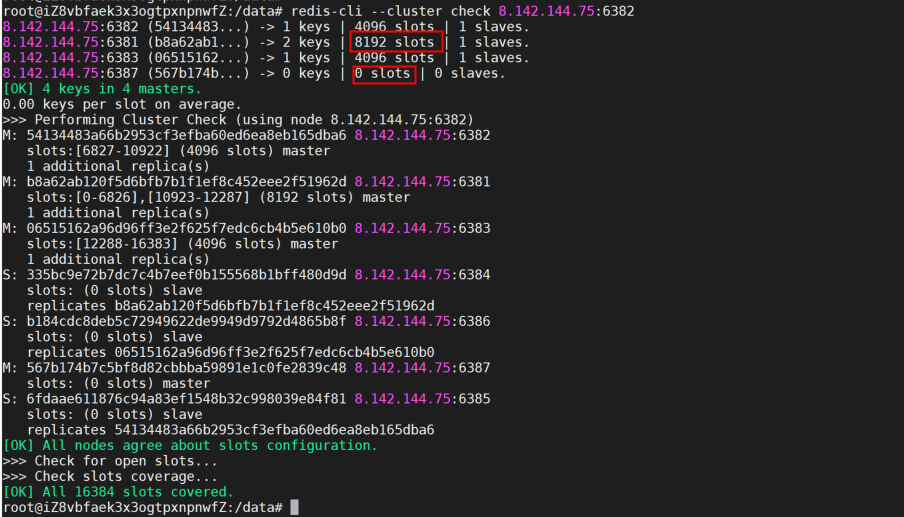 root@iZ8vbfaek3x3ogtpxnpnwfZ:/data# redis-cli --cluster check 8.142.144.75:6382
8.142.144.75:6382 (54134483...) -> 1 keys | 4096 slots | 1 slaves.
8.142.144.75:6381 (b8a62ab1...) -> 2 keys | 8192 slots | 1 slaves.
8.142.144.75:6383 (06515162...) -> 1 keys | 4096 slots | 1 slaves.
8.142.144.75:6387 (567b174b...) -> 0 keys | 0 slots | 0 slaves.
[OK] 4 keys in 4 masters.
0.00 keys per slot on average.
>>> Performing Cluster Check (using node 8.142.144.75:6382)
M: 54134483a66b2953cf3efba60ed6ea8eb165dba6 8.142.144.75:6382
   slots:[6827-10922] (4096 slots) master
   1 additional replica(s)
M: b8a62ab120f5d6bfb7b1f1ef8c452eee2f51962d 8.142.144.75:6381
   slots:[0-6826],[10923-12287] (8192 slots) master
   1 additional replica(s)
M: 06515162a96d96ff3e2f625f7edc6cb4b5e610b0 8.142.144.75:6383
   slots:[12288-16383] (4096 slots) master
   1 additional replica(s)
S: 335bc9e72b7dc7c4b7eef0b155568b1bff480d9d 8.142.144.75:6384
   slots: (0 slots) slave
   replicates b8a62ab120f5d6bfb7b1f1ef8c452eee2f51962d
S: b184cdc8deb5c72949622de9949d9792d4865b8f 8.142.144.75:6386
   slots: (0 slots) slave
   replicates 06515162a96d96ff3e2f625f7edc6cb4b5e610b0
M: 567b174b7c5bf8d82cbbba59891e1c0fe2839c48 8.142.144.75:6387
   slots: (0 slots) master
S: 6fdaae611876c94a83ef1548b32c998039e84f81 8.142.144.75:6385
   slots: (0 slots) slave
   replicates 54134483a66b2953cf3efba60ed6ea8eb165dba6
[OK] All nodes agree about slots configuration.
>>> Check for open slots...
>>> Check slots coverage...
[OK] All 16384 slots covered.
root@iZ8vbfaek3x3ogtpxnpnwfZ:/data#